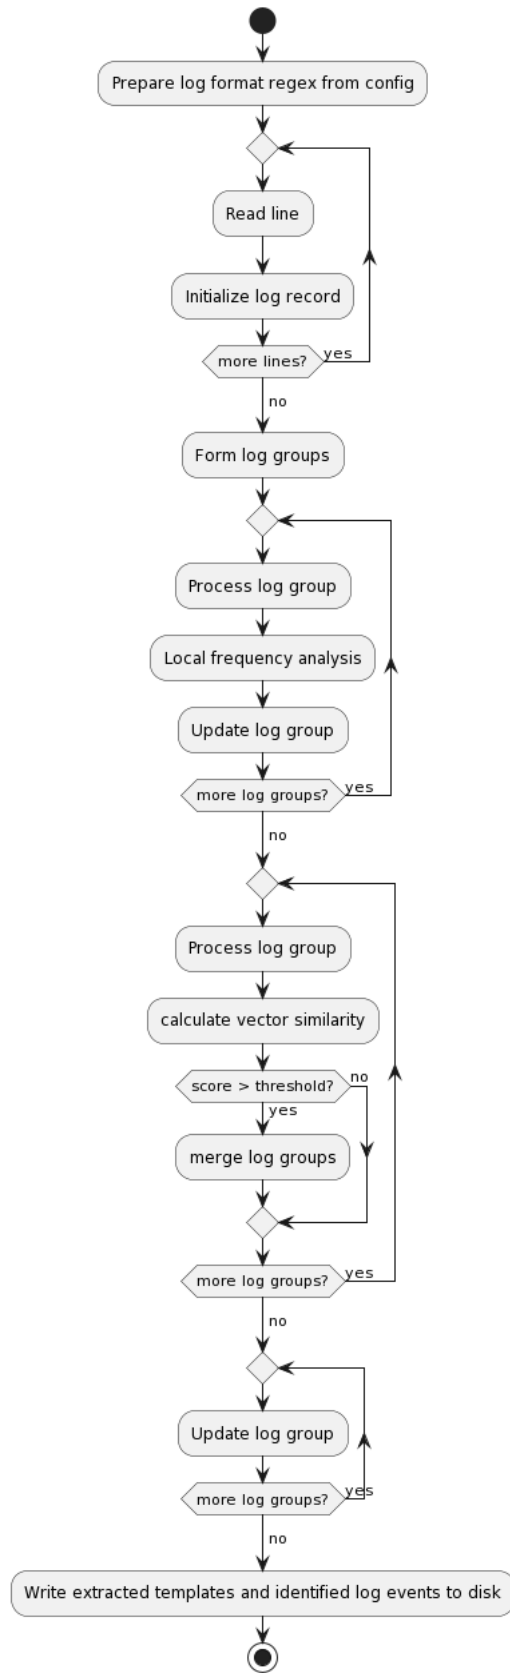 Prepare log format regex from config
Read line
Initialize log record
more lines?
yes
no
Form log groups
Process log group
Local frequency analysis
Update log group
more log groups?
yes
no
Process log group
calculate vector similarity
score > threshold?
no
yes
merge log groups
more log groups?
yes
no
Update log group
more log groups?
yes
no
Write extracted templates and identified log events to disk